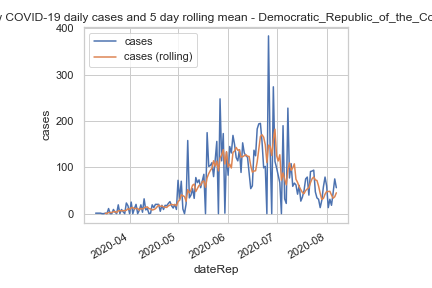 COVID-19 daily cases and 5 day rolling mean - Democratic_Republic_of_the_Co
cases
cases (rolling)
400
300
200
100
0
cases
2020-04
2020-05
2020-06
2020-07
2020-08
dateRep